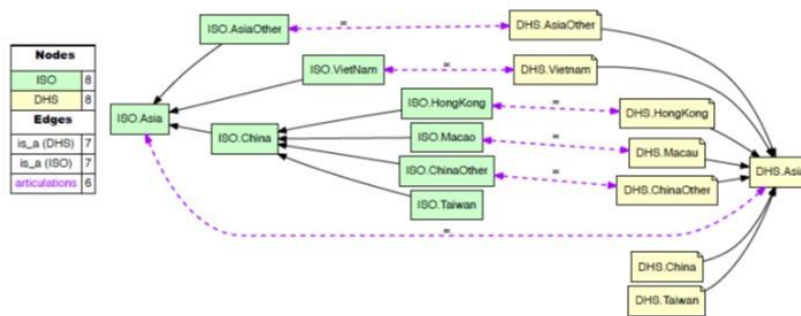 Nodes
ISO 8
DHS 8
Edges
is_a (DHS) 7
is_a (ISO) 7
articulations 6
ISO.AsiaOther
=
DHS.AsiaOther
ISO.VietNam
=
DHS.Vietnam
ISO.Asia
ISO.China
ISO.HongKong
=
DHS.HongKong
ISO.Macao
=
DHS.Macau
ISO.ChinaOther
=
DHS.ChinaOther
DHS.Asia
ISO.Taiwan
=
DHS.China
DHS.Taiwan